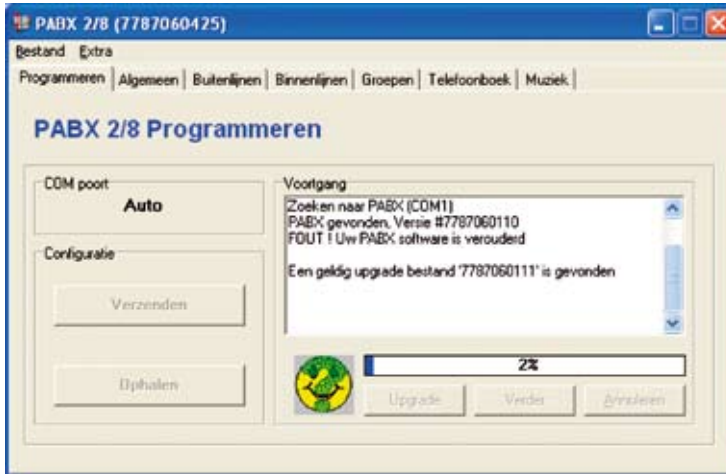 PABX 2/8 (7787060425)
Bestand Extra
Programmeren Algemeen Buitenlijnen Binnenlijnen Groepen Telefoonboek Muziek
PABX 2/8 Programmeren
COM poort
Auto
Configuratie
Verzenden
Ophalen
Voortgang
Zoeken naar PABX (COM1)
PABX gevonden, Versie #7787060110
FOUT ! Uw PABX software is verouderd
Een geldig upgrade bestand '7787060111' is gevonden
2%
Upgrade Verder Annuleren